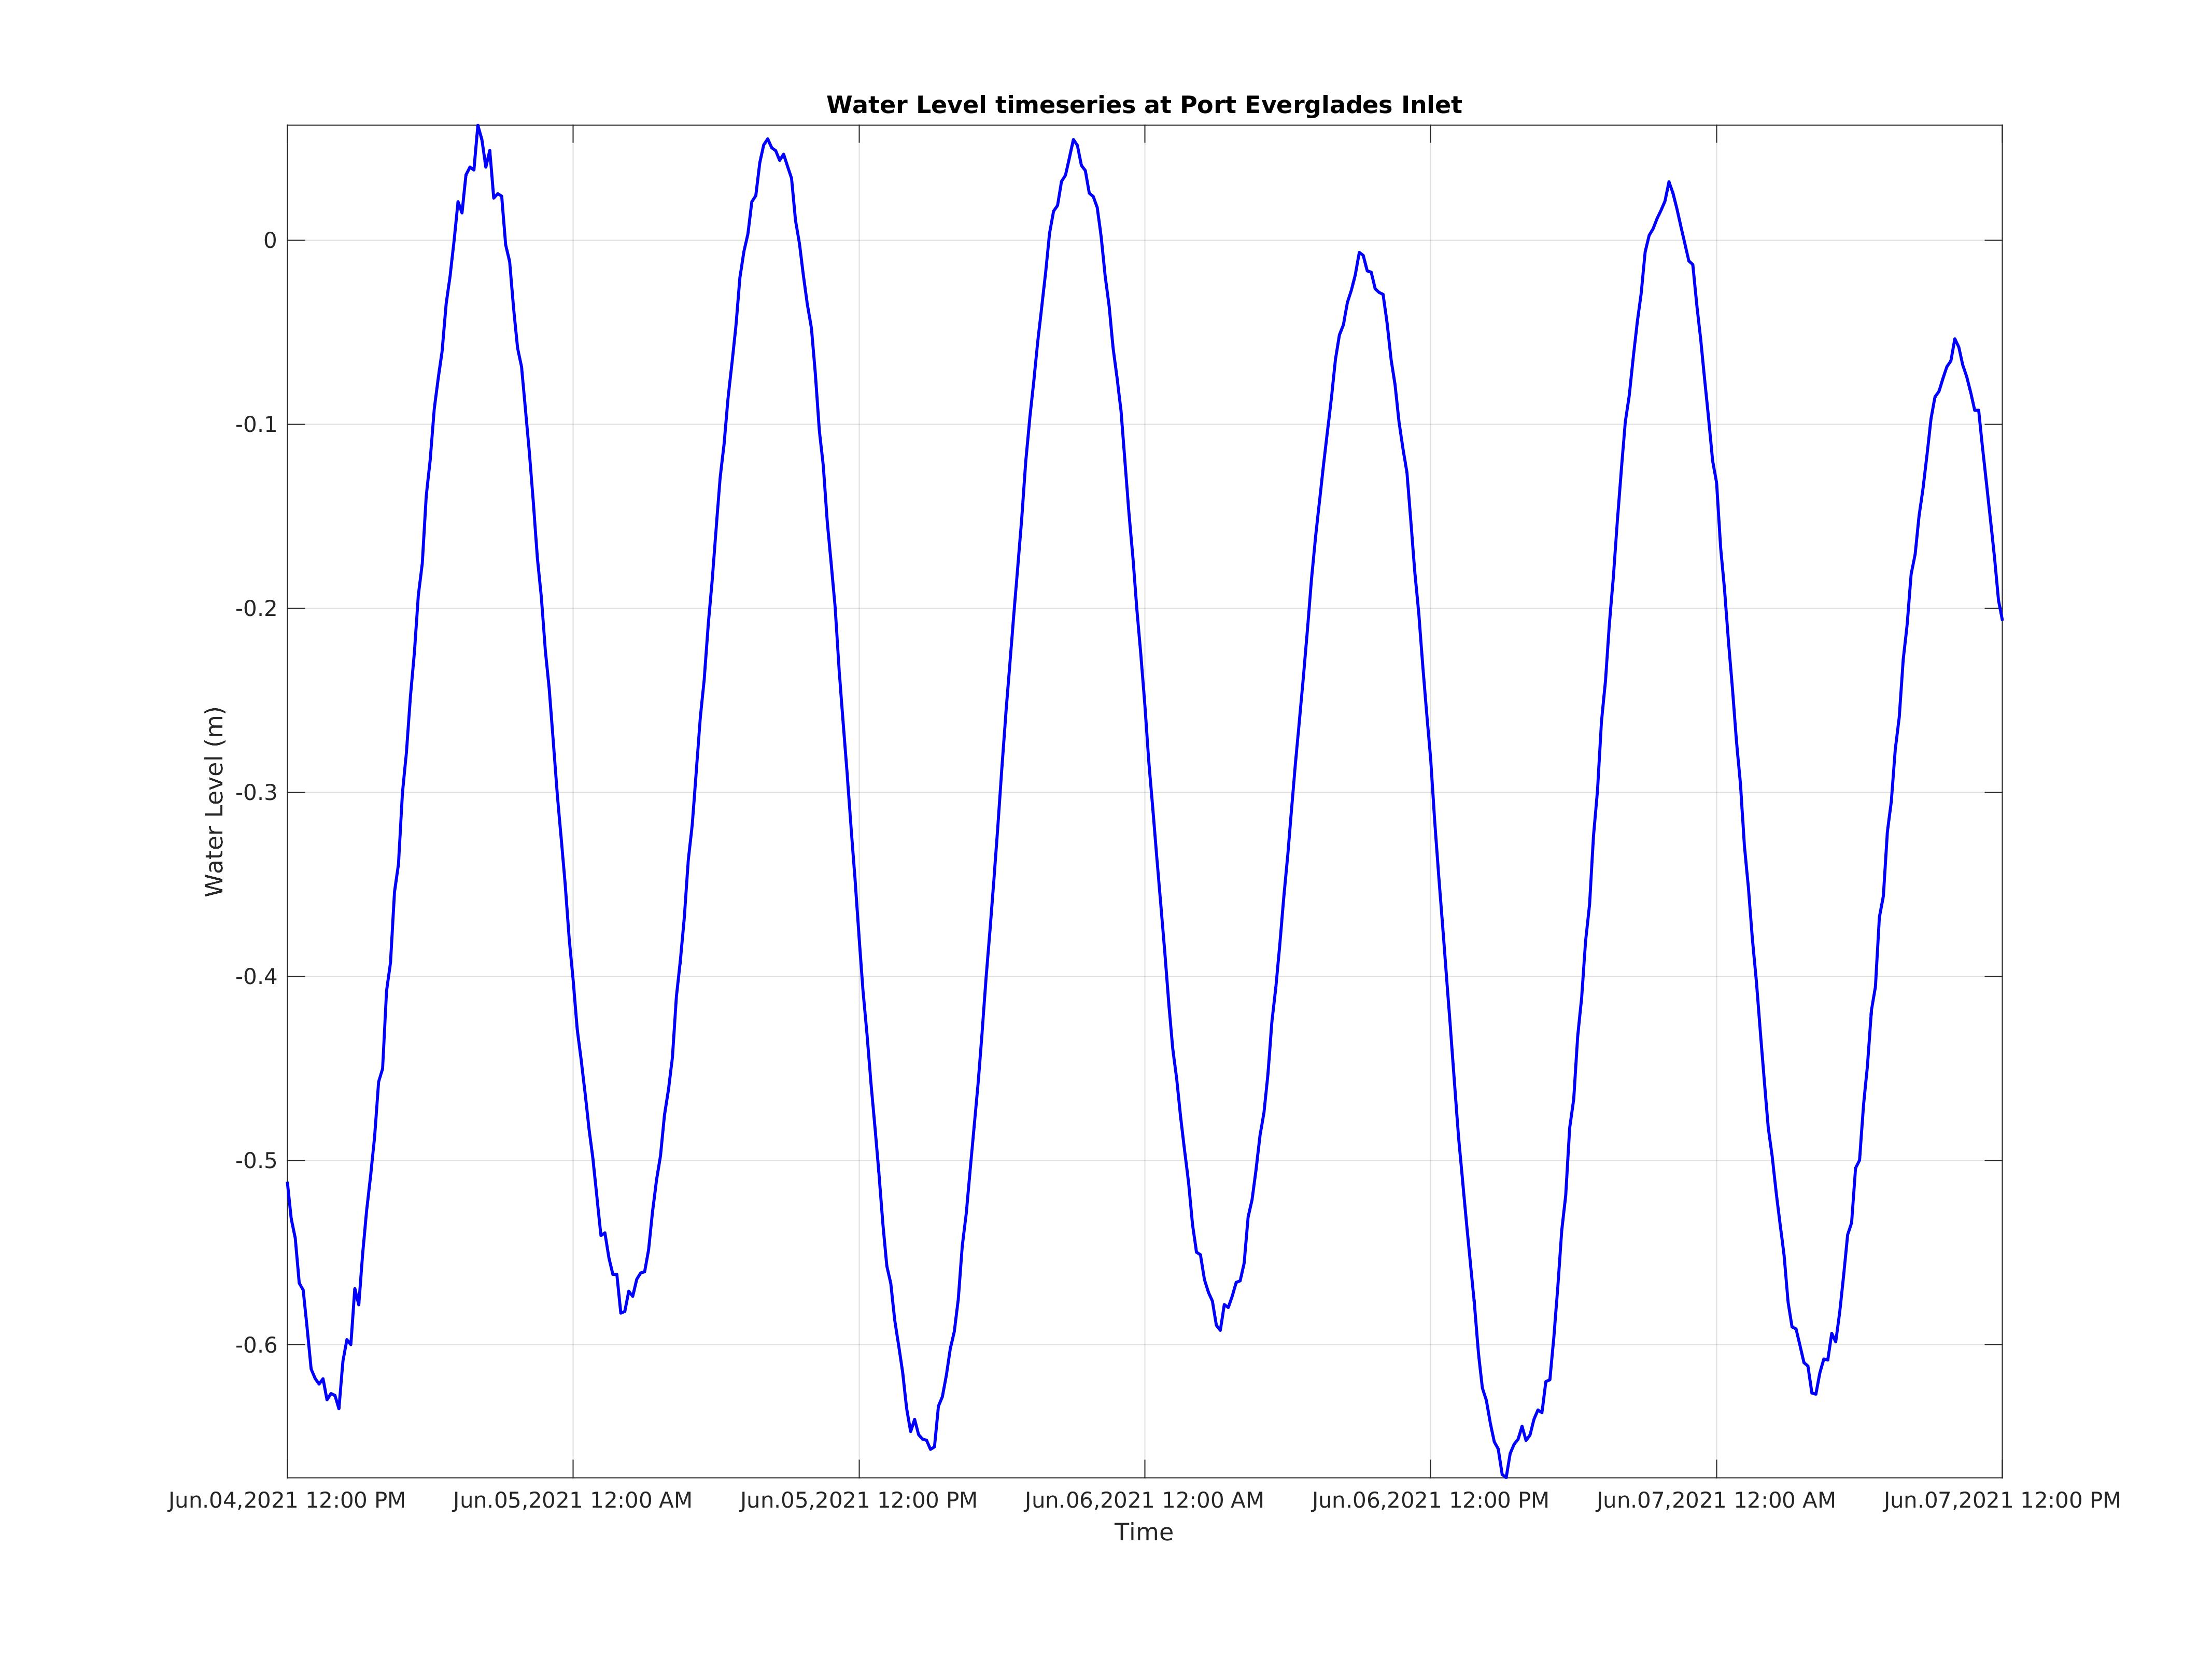 Water Level timeseries at Port Everglades Inlet
0
-0.1
-0.2
-0.3
-0.4
-0.5
-0.6
Water Level (m)
Jun.04,2021 12:00 PM
Jun.05,2021 12:00 AM
Jun.05,2021 12:00 PM
Jun.06,2021 12:00 AM
Jun.06,2021 12:00 PM
Jun.07,2021 12:00 AM
Jun.07,2021 12:00 PM
Time